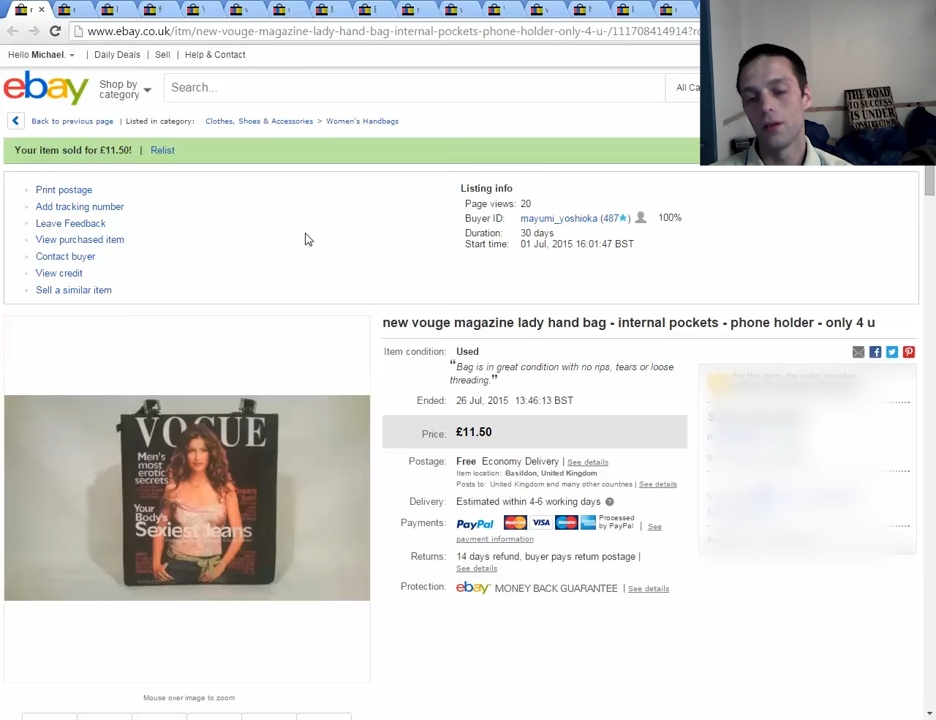 www.ebay.co.uk/itm/new-vouge-magazine-lady-hand-bag-internal-pockets-phone-holder-only-4-u-/111708414914?
Hello Michael. Daily Deals Sell Help & Contact
ebay Shop by category Search... All Ca
Back to previous page | Listed in category: Clothes, Shoes & Accessories > Women's Handbags
Your item sold for £11.50! | Relist
THE ROAD
TO SUCCESS
IS UNDER
CONSTRUCTION
Print postage
Add tracking number
Leave Feedback
View purchased item
Contact buyer
View credit
Sell a similar item
Listing info
Page views: 20
Buyer ID: mayumi_yoshioka (487) 100%
Duration: 30 days
Start time: 01 Jul, 2015 16:01:47 BST
new vouge magazine lady hand bag - internal pockets - phone holder - only 4 u
Item condition: Used
“Bag is in great condition with no rips, tears or loose
threading.”
Ended: 26 Jul, 2015 13:46:13 BST
Price: £11.50
Postage: Free Economy Delivery | See details
Item location: Basildon, United Kingdom
Posts to: United Kingdom and many other countries | See details
Delivery: Estimated within 4-6 working days
Payments: PayPal MasterCard VISA Maestro Processed by PayPal | See
payment information
Returns: 14 days refund, buyer pays return postage |
See details
Protection: ebay MONEY BACK GUARANTEE | See details
VOGUE
Men's
most
erotic
secrets
Your
Body's
Sexiest Jeans
Mouse over image to zoom